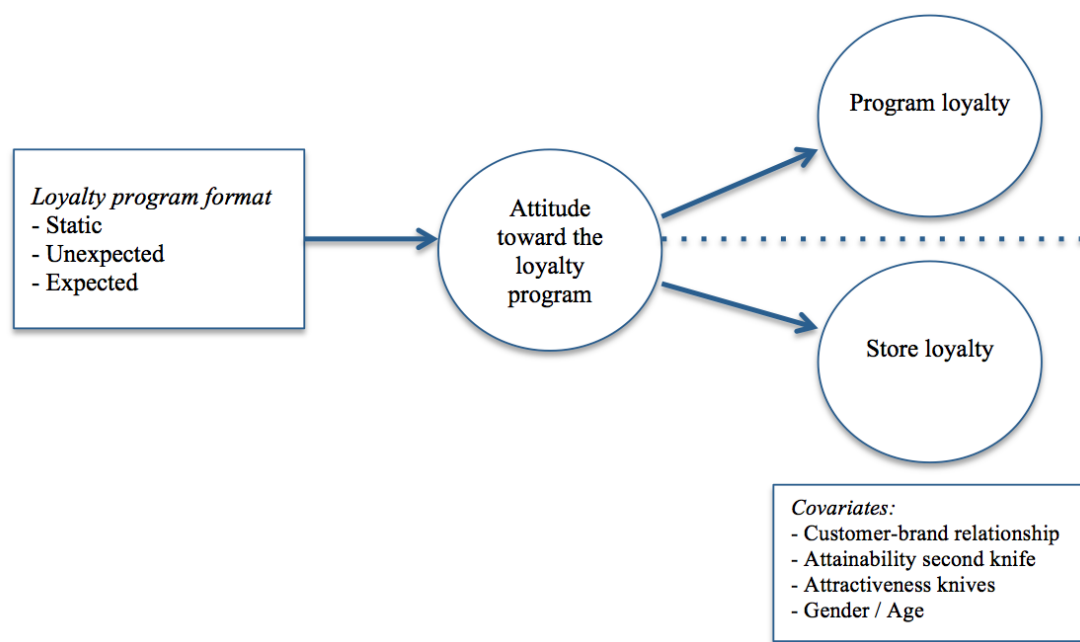 Loyalty program format
- Static
- Unexpected
- Expected
Attitude
toward the
loyalty
program
Program loyalty
Store loyalty
Covariates:
- Customer-brand relationship
- Attainability second knife
- Attractiveness knives
- Gender / Age